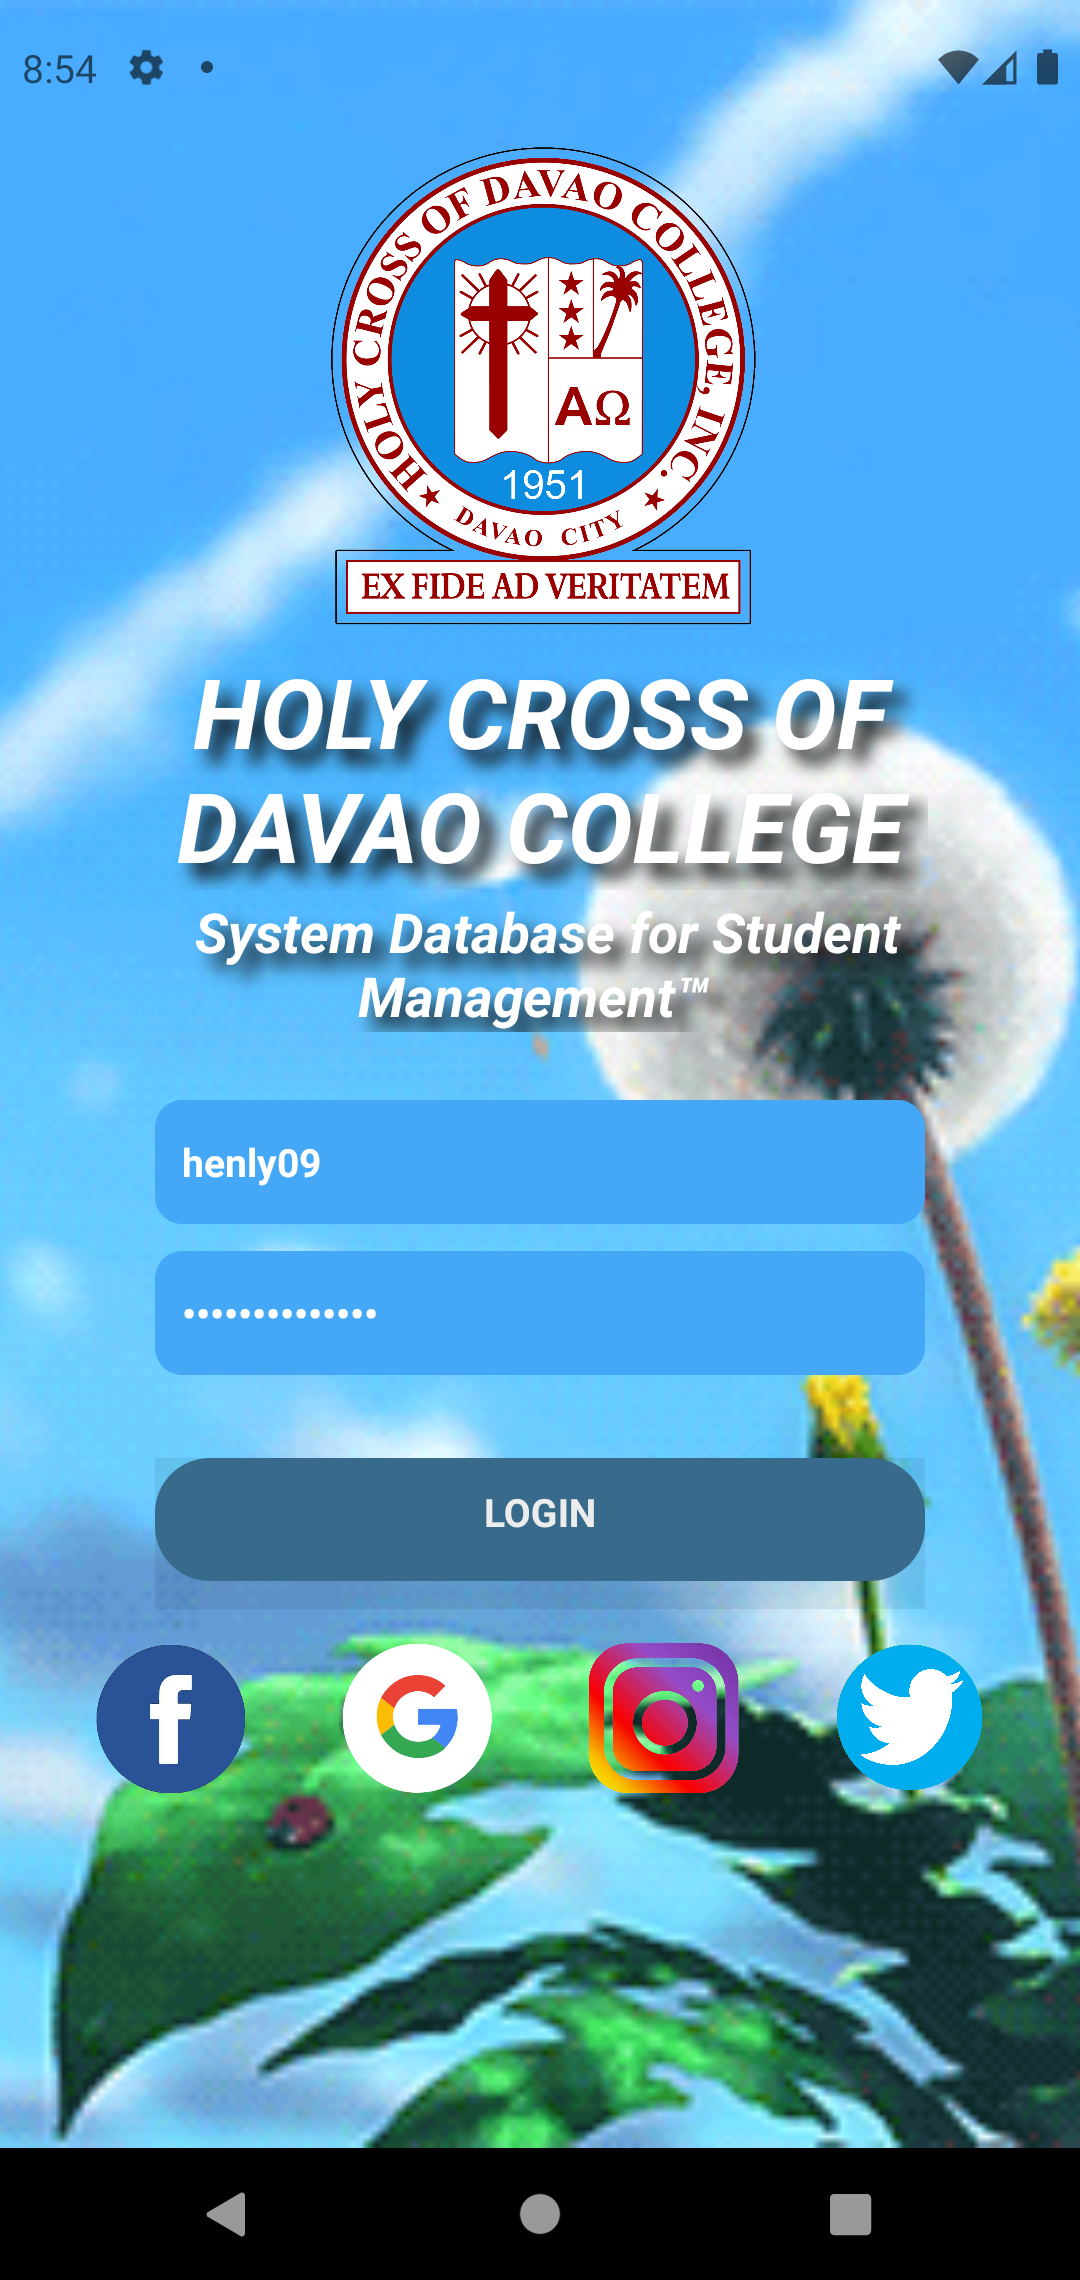 8:54
HOLY CROSS OF DAVAO COLLEGE, INC.
ΑΩ
1951
DAVAO CITY
EX FIDE AD VERITATEM
HOLY CROSS OF
DAVAO COLLEGE
System Database for Student
Management™
henly09
••••••••••••••
LOGIN